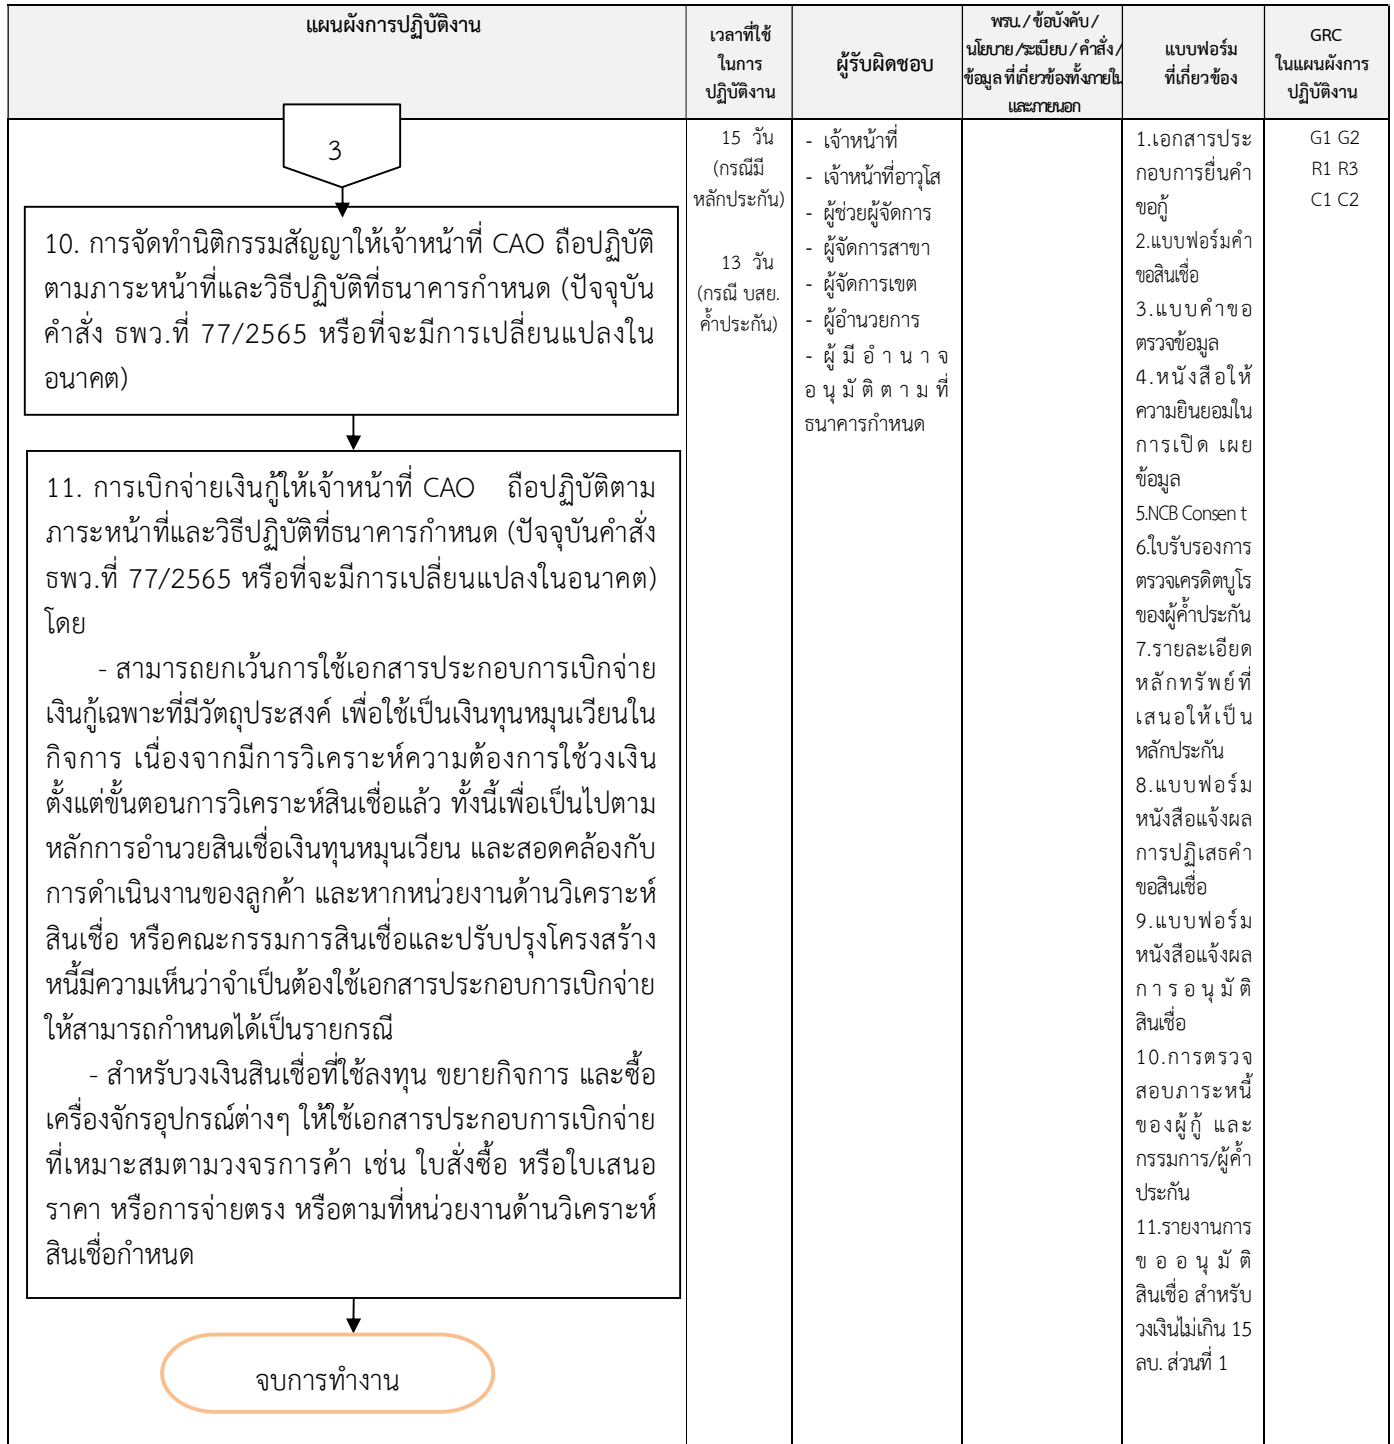 แผนผังการปฏิบัติงาน
เวลาที่ใช้
ในการ
ปฏิบัติงาน
ผู้รับผิดชอบ
พรบ./ ข้อบังคับ /
นโยบาย /ระเบียบ / คำสั่ง /
ข้อมูล ที่เกี่ยวข้องทั้งภายใน
และภายนอก
แบบฟอร์ม
ที่เกี่ยวข้อง
GRC
ในแผนผังการ
ปฏิบัติงาน
3
10. การจัดทำนิติกรรมสัญญาให้เจ้าหน้าที่ CAO ถือปฏิบัติ
ตามภาระหน้าที่และวิธีปฏิบัติที่ธนาคารกำหนด (ปัจจุบัน
คำสั่ง ธพว.ที่ 77/2565 หรือที่จะมีการเปลี่ยนแปลงใน
อนาคต)
11. การเบิกจ่ายเงินกู้ให้เจ้าหน้าที่ CAO ถือปฏิบัติตาม
ภาระหน้าที่และวิธีปฏิบัติที่ธนาคารกำหนด (ปัจจุบันคำสั่ง
ธพว.ที่ 77/2565 หรือที่จะมีการเปลี่ยนแปลงในอนาคต)
โดย
- สามารถยกเว้นการใช้เอกสารประกอบการเบิกจ่าย
เงินกู้เฉพาะที่มีวัตถุประสงค์ เพื่อใช้เป็นเงินทุนหมุนเวียนใน
กิจการ เนื่องจากมีการวิเคราะห์ความต้องการใช้วงเงิน
ตั้งแต่ขั้นตอนการวิเคราะห์สินเชื่อแล้ว ทั้งนี้เพื่อเป็นไปตาม
หลักการอำนวยสินเชื่อเงินทุนหมุนเวียน และสอดคล้องกับ
การดำเนินงานของลูกค้า และหากหน่วยงานด้านวิเคราะห์
สินเชื่อ หรือคณะกรรมการสินเชื่อและปรับปรุงโครงสร้าง
หนี้มีความเห็นว่าจำเป็นต้องใช้เอกสารประกอบการเบิกจ่าย
ให้สามารถกำหนดได้เป็นรายกรณี
- สำหรับวงเงินสินเชื่อที่ใช้ลงทุน ขยายกิจการ และซื้อ
เครื่องจักรอุปกรณ์ต่างๆ ให้ใช้เอกสารประกอบการเบิกจ่าย
ที่เหมาะสมตามวงจรการค้า เช่น ใบสั่งซื้อ หรือใบเสนอ
ราคา หรือการจ่ายตรง หรือตามที่หน่วยงานด้านวิเคราะห์
สินเชื่อกำหนด
จบการทำงาน
15 วัน
(กรณีมี
หลักประกัน)
13 วัน
(กรณี บสย.
ค้ำประกัน)
- เจ้าหน้าที่
- เจ้าหน้าที่อาวุโส
- ผู้ช่วยผู้จัดการ
- ผู้จัดการสาขา
- ผู้จัดการเขต
- ผู้อำนวยการ
- ผู้ มี อำ น า จ
อ นุ มั ติ ต า ม ที่
ธนาคารกำหนด
1.เอกสารประ
กอบการยื่นคำ
ขอกู้
2.แบบฟอร์มคำ
ขอสินเชื่อ
3.แบบคำขอ
ตรวจข้อมูล
4.หนังสือให้
ความยินยอมใน
การเปิด เผย
ข้อมูล
5.NCB Consen t
6.ใบรับรองการ
ตรวจเครดิตบูโร
ของผู้ค้ำประกัน
7.รายละเอียด
หลักทรัพย์ที่
เสนอให้เป็น
หลักประกัน
8.แบบฟอร์ม
หนังสือแจ้งผล
การปฏิเสธคำ
ขอสินเชื่อ
9.แบบฟอร์ม
หนังสือแจ้งผล
ก า ร อ นุ มั ติ
สินเชื่อ
10.การตรวจ
สอบภาระหนี้
ของผู้กู้ และ
กรรมการ/ผู้ค้ำ
ประกัน
11.รายงานการ
ข อ อ นุ มั ติ
สินเชื่อ สำหรับ
วงเงินไม่เกิน 15
ลบ. ส่วนที่ 1
G1 G2
R1 R3
C1 C2